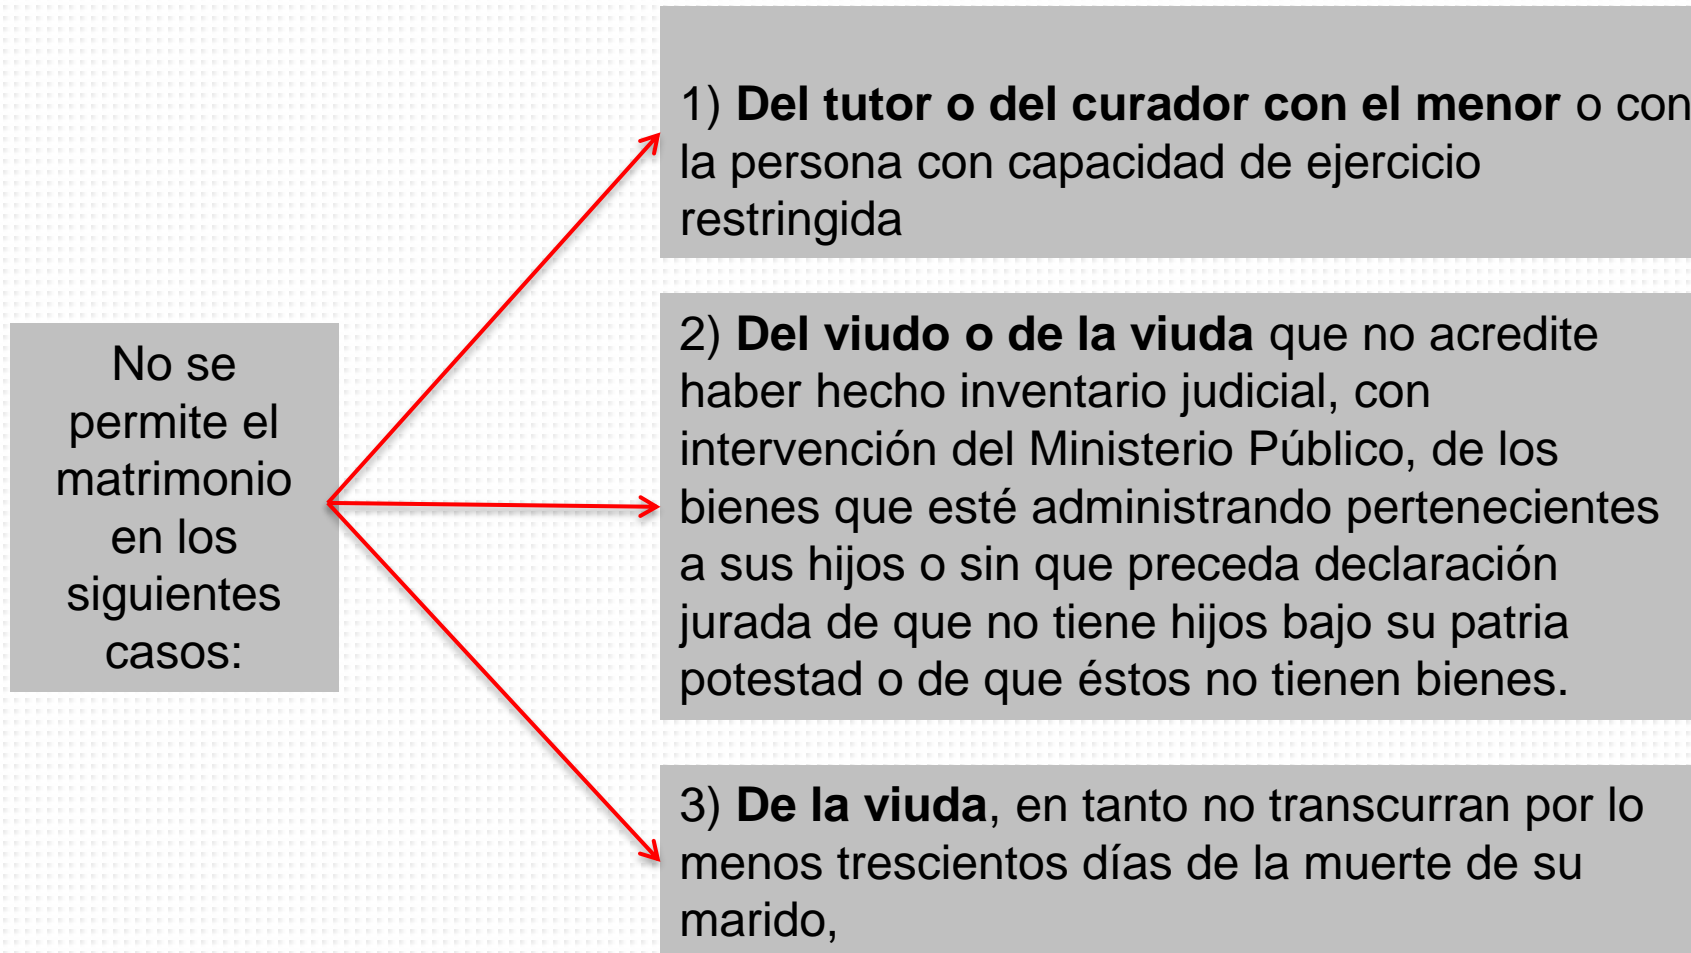 No se
permite el
matrimonio
en los
siguientes
casos:
1) Del tutor o del curador con el menor o con
la persona con capacidad de ejercicio
restringida
2) Del viudo o de la viuda que no acredite
haber hecho inventario judicial, con
intervención del Ministerio Público, de los
bienes que esté administrando pertenecientes
a sus hijos o sin que preceda declaración
jurada de que no tiene hijos bajo su patria
potestad o de que éstos no tienen bienes.
3) De la viuda, en tanto no transcurran por lo
menos trescientos días de la muerte de su
marido,